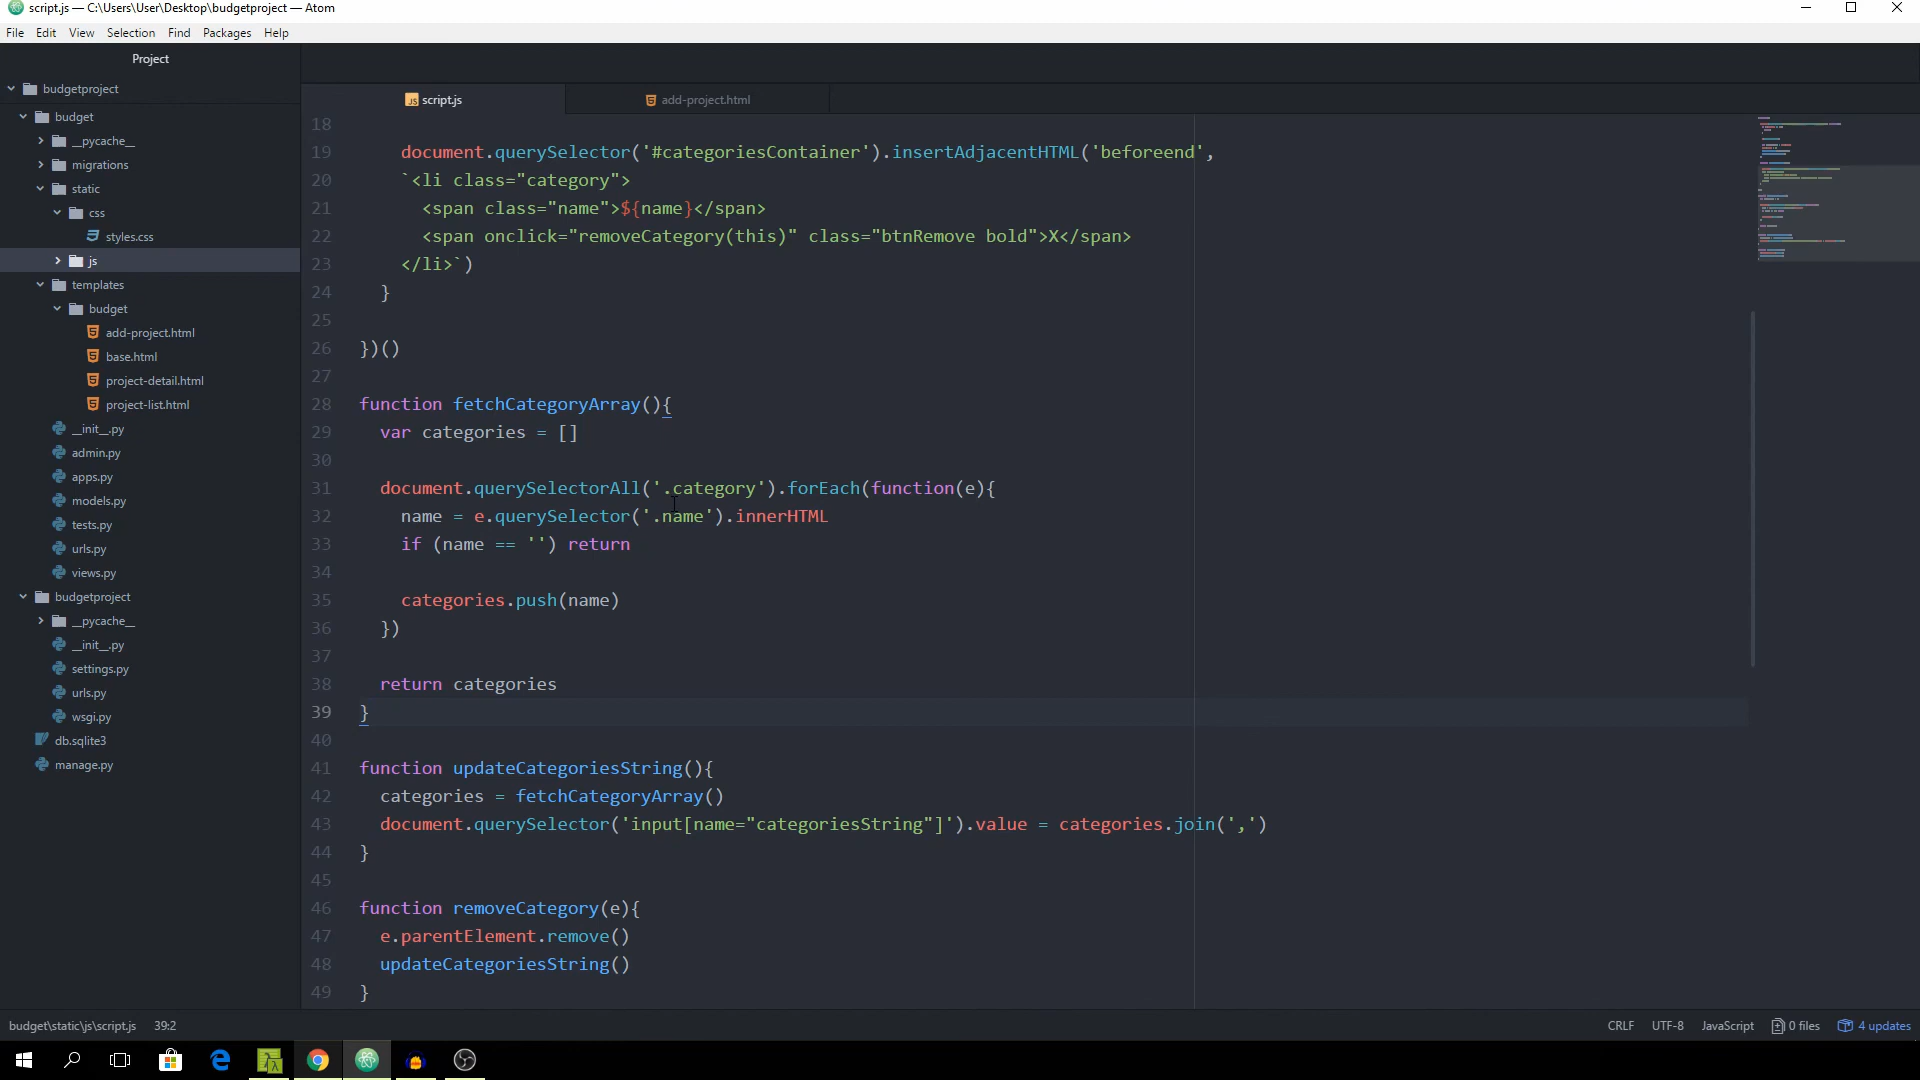 script.js — C:\Users\User\Desktop\budgetproject — Atom
File Edit View Selection Find Packages Help
Project
budgetproject
budget
__pycache__
migrations
static
css
styles.css
js
templates
budget
add-project.html
base.html
project-detail.html
project-list.html
__init__.py
admin.py
apps.py
models.py
tests.py
urls.py
views.py
budgetproject
__pycache__
__init__.py
settings.py
urls.py
wsgi.py
db.sqlite3
manage.py
script.js
add-project.html
18
19 document.querySelector('#categoriesContainer').insertAdjacentHTML('beforeend',
20 `<li class="category">
21 <span class="name">${name}</span>
22 <span onclick="removeCategory(this)" class="btnRemove bold">X</span>
23 </li>`)
24 }
25
26 })()
27
28 function fetchCategoryArray(){
29 var categories = []
30
31 document.querySelectorAll('.category').forEach(function(e){
32 name = e.querySelector('.name').innerHTML
33 if (name == '') return
34
35 categories.push(name)
36 })
37
38 return categories
39 }
40
41 function updateCategoriesString(){
42 categories = fetchCategoryArray()
43 document.querySelector('input[name="categoriesString"]').value = categories.join(',')
44 }
45
46 function removeCategory(e){
47 e.parentElement.remove()
48 updateCategoriesString()
49 }
budget\static\js\script.js 39:2 CRLF UTF-8 JavaScript 0 files 4 updates